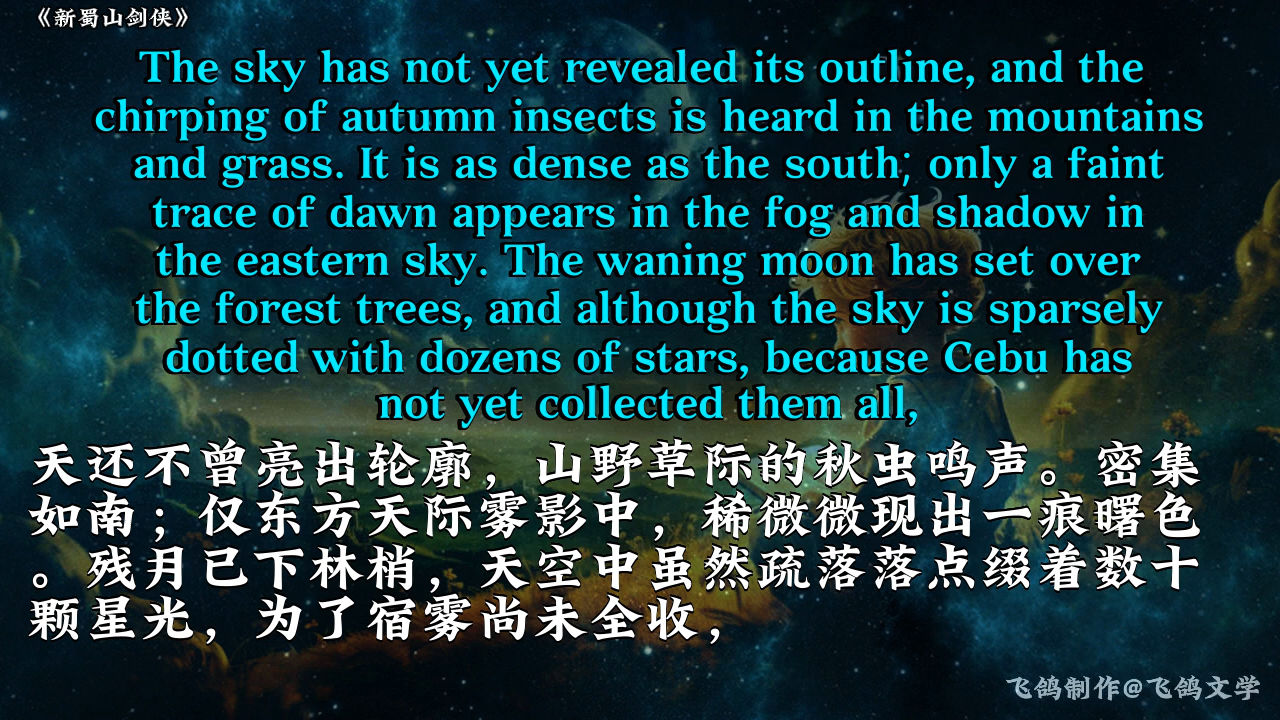 《新蜀山剑侠》
The sky has not yet revealed its outline, and the
chirping of autumn insects is heard in the mountains
and grass. It is as dense as the south; only a faint
trace of dawn appears in the fog and shadow in
the eastern sky. The waning moon has set over
the forest trees, and although the sky is sparsely
dotted with dozens of stars, because Cebu has
not yet collected them all,
天还不曾亮出轮廓，山野草际的秋虫鸣声。密集
如南；仅东方天际雾影中，稀微微现出一痕曙色
。残月已下林梢，天空中虽然疏落落点缀着数十
颗星光，为了宿雾尚未全收，
飞鸽制作@飞鸽文学